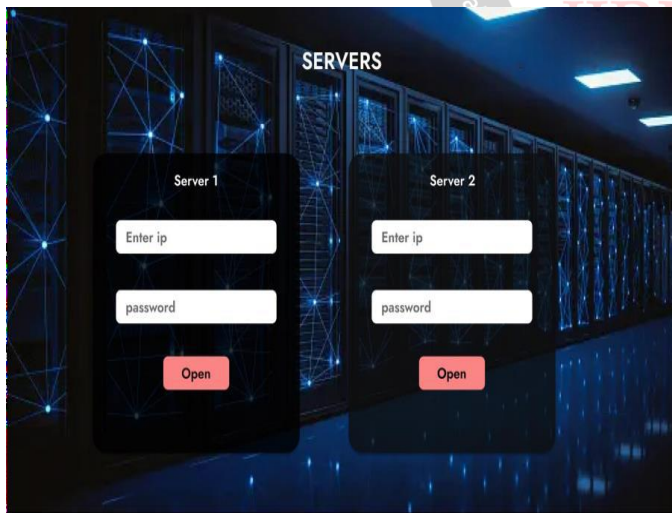 SERVERS
Server 1
Enter ip
password
Open
Server 2
Enter ip
password
Open